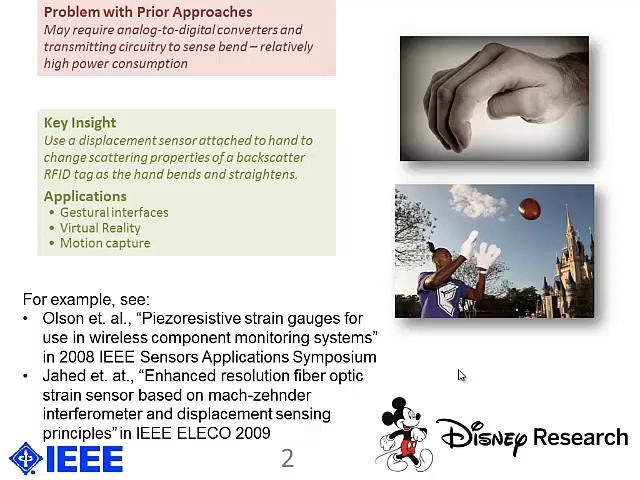 Problem with Prior Approaches
May require analog-to-digital converters and
transmitting circuitry to sense bend – relatively
high power consumption
Key Insight
Use a displacement sensor attached to hand to
change scattering properties of a backscatter
RFID tag as the hand bends and straightens.
Applications
• Gestural interfaces
• Virtual Reality
• Motion capture
For example, see:
• Olson et. al., “Piezoresistive strain gauges for
use in wireless component monitoring systems”
in 2008 IEEE Sensors Applications Symposium
• Jahed et. at., “Enhanced resolution fiber optic
strain sensor based on mach-zehnder
interferometer and displacement sensing
principles” in IEEE ELECO 2009
IEEE
2
Disney Research